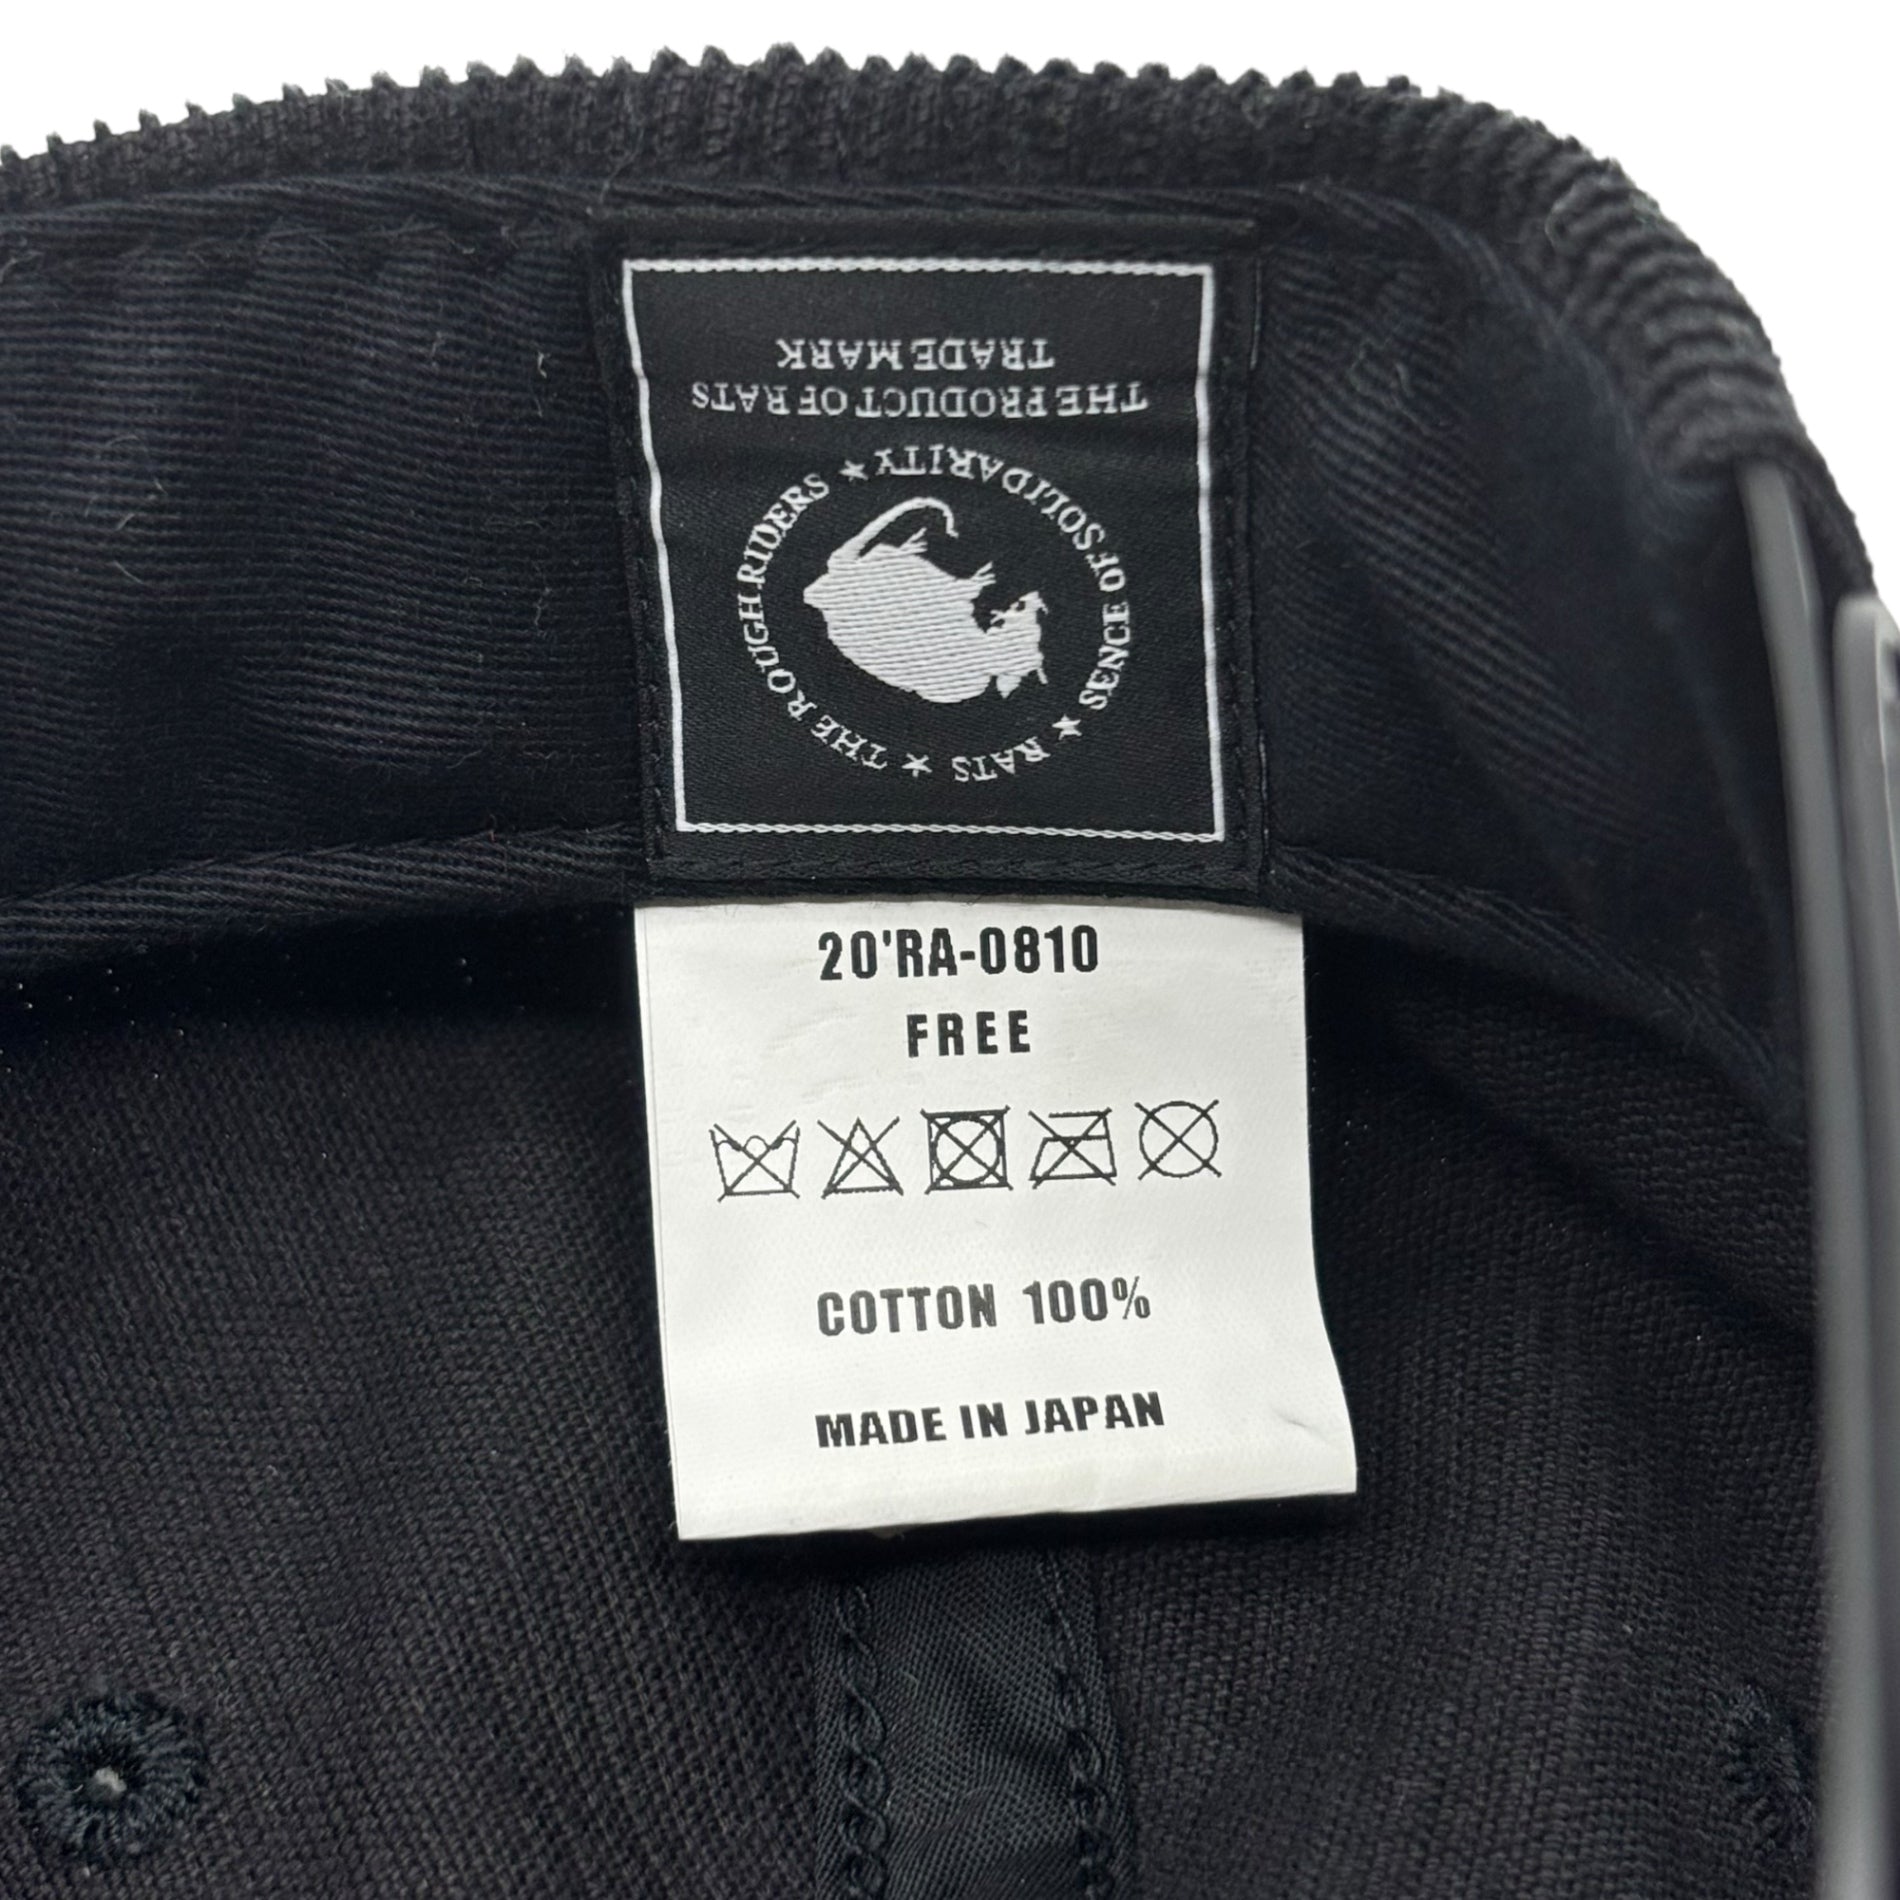 THE PRODUCT OF RATS
TRADE MARK
★ RATS ★ THE ROUGH RIDERS ★ SENCE OF SOLIDARITY
20'RA-0810
FREE
COTTON 100%
MADE IN JAPAN